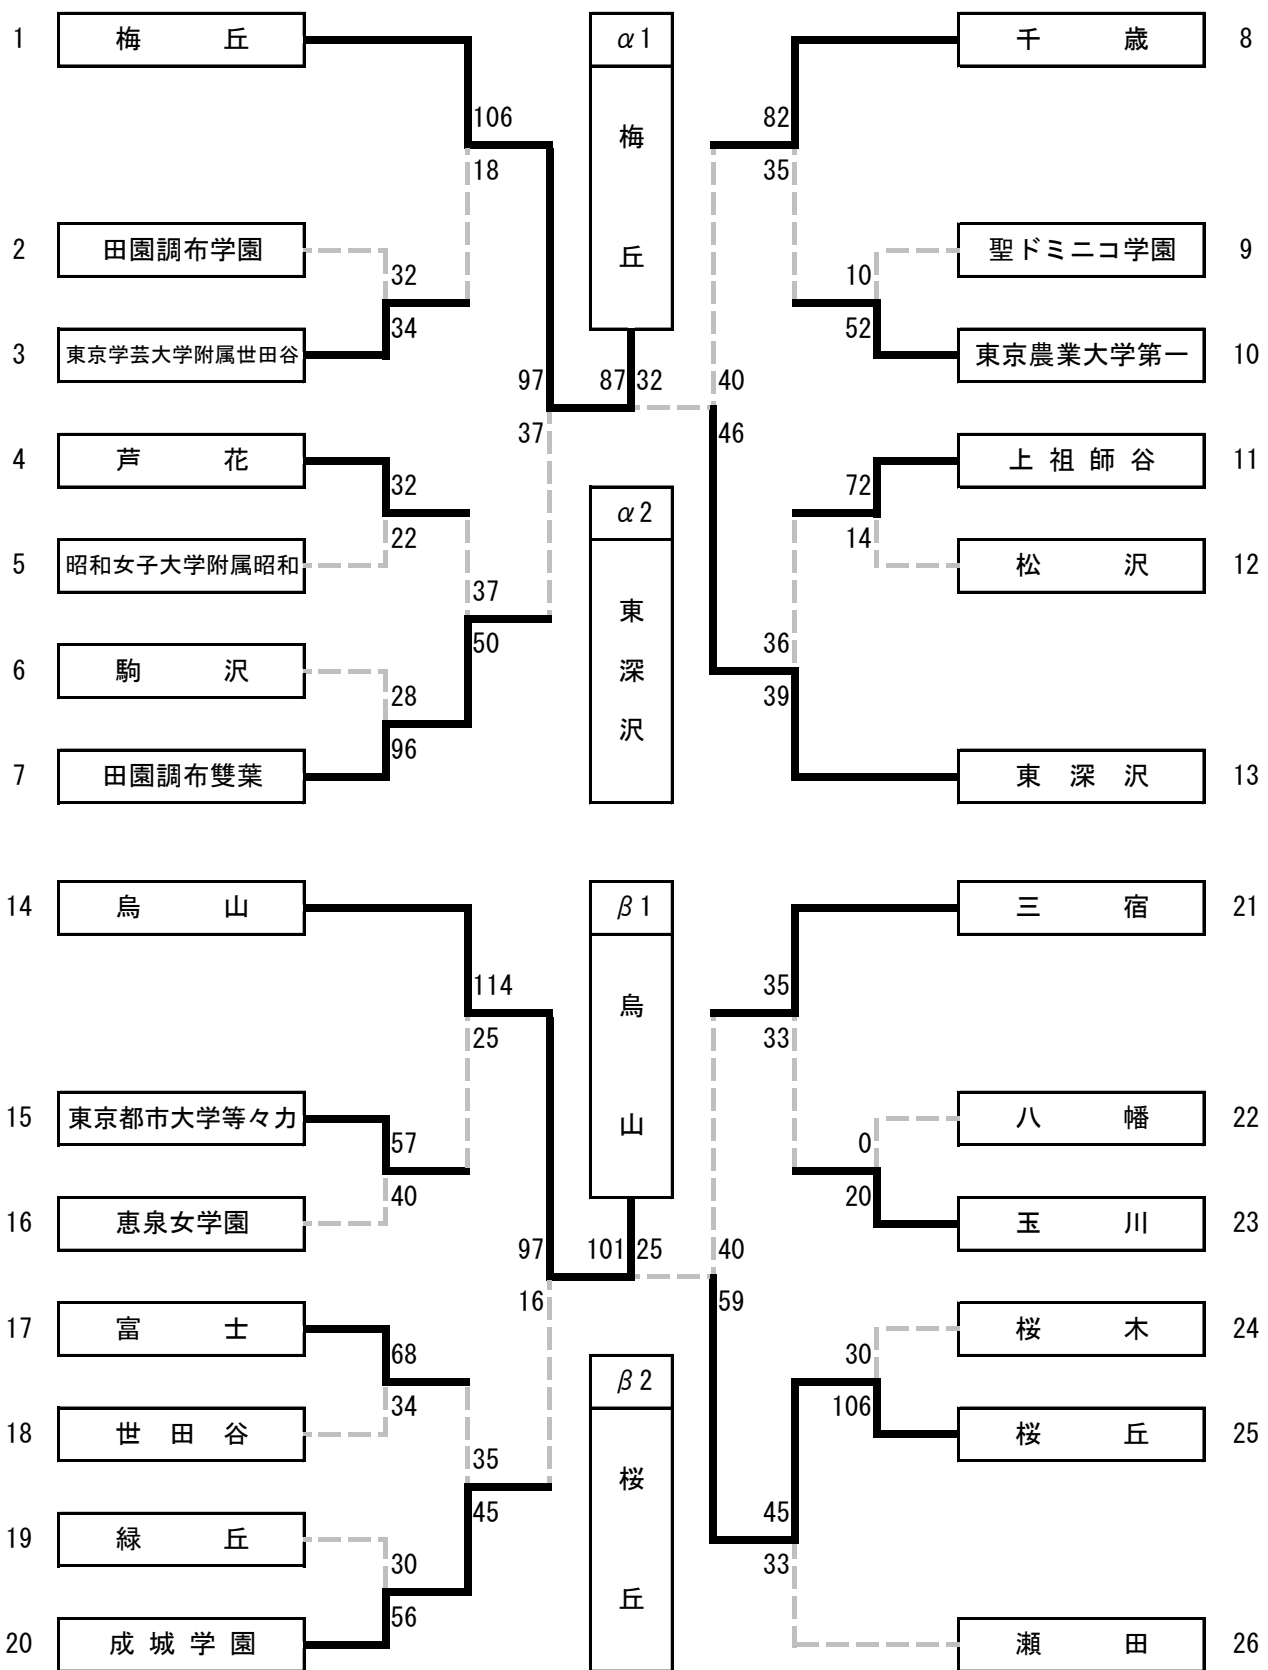 1 梅丘
106
18
2 田園調布学園
32
34
3 東京学芸大学附属世田谷
97
37
4 芦花
32
22
5 昭和女子大学附属昭和
37
50
6 駒沢
28
96
7 田園調布雙葉
α1
梅丘
87 32
α2
東深沢
千歳 8
82
35
聖ドミニコ学園 9
10
52
東京農業大学第一 10
40
46
上祖師谷 11
72
14
松沢 12
36
39
東深沢 13
14 烏山
114
25
15 東京都市大学等々力
57
40
16 恵泉女学園
97
16
17 富士
68
34
18 世田谷
35
45
19 緑丘
30
56
20 成城学園
β1
烏山
101 25
β2
桜丘
三宿 21
35
33
八幡 22
0
20
玉川 23
40
59
桜木 24
30
106
桜丘 25
45
33
瀬田 26